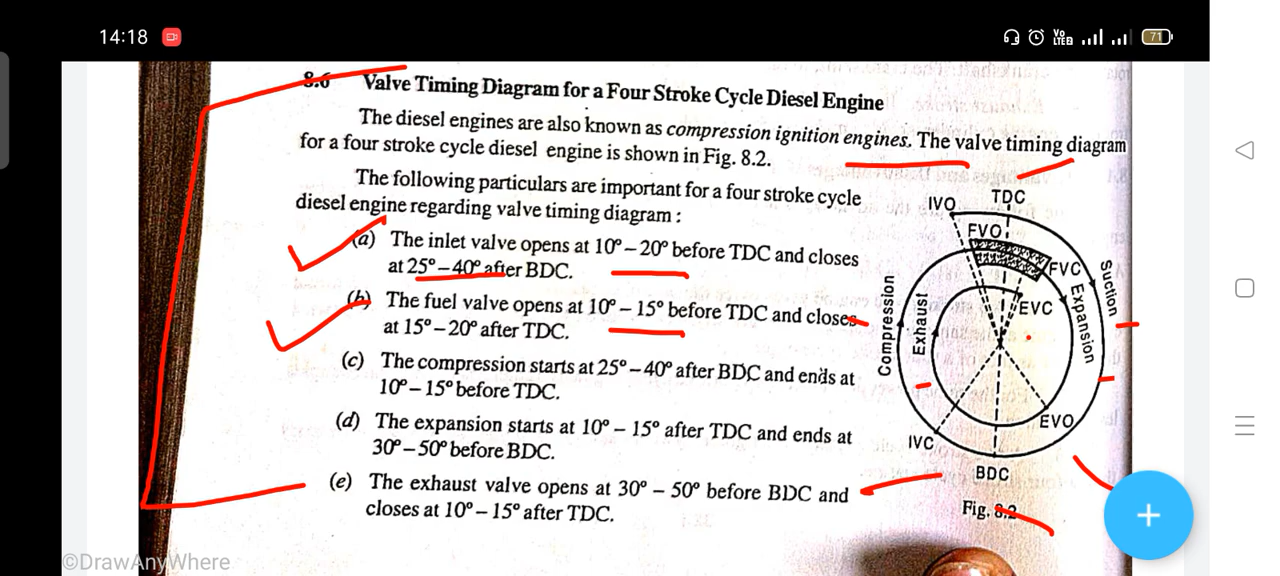 14:18
Vo LTE 2
71
8.6 Valve Timing Diagram for a Four Stroke Cycle Diesel Engine
The diesel engines are also known as compression ignition engines. The valve timing diagram
for a four stroke cycle diesel engine is shown in Fig. 8.2.
The following particulars are important for a four stroke cycle
diesel engine regarding valve timing diagram :
(a) The inlet valve opens at 10° – 20° before TDC and closes
at 25° – 40° after BDC.
(b) The fuel valve opens at 10° – 15° before TDC and closes
at 15° – 20° after TDC.
(c) The compression starts at 25° – 40° after BDC and ends at
10° – 15° before TDC.
(d) The expansion starts at 10° – 15° after TDC and ends at
30° – 50° before BDC.
(e) The exhaust valve opens at 30° – 50° before BDC and
closes at 10° – 15° after TDC.
TDC
IVO
FVO
FVC
EVC
Suction
Expansion
Compression
Exhaust
EVO
IVC
BDC
Fig. 8.2
©DrawAnyWhere